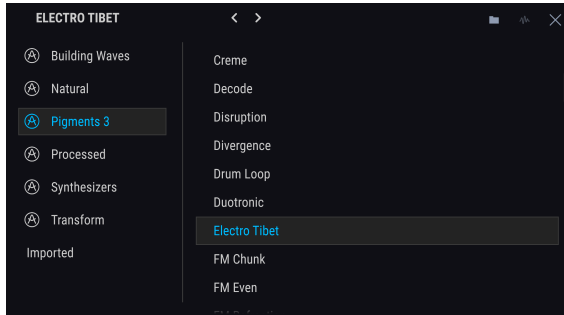 ELECTRO TIBET
Building Waves
Natural
Pigments 3
Processed
Synthesizers
Transform
Imported
Creme
Decode
Disruption
Divergence
Drum Loop
Duotronic
Electro Tibet
FM Chunk
FM Even